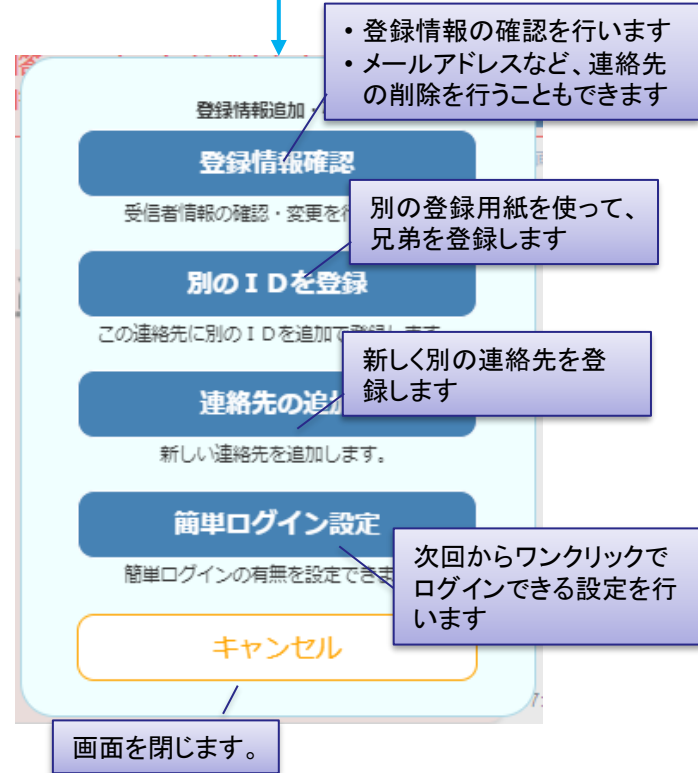 ・登録情報の確認を行います
・メールアドレスなど、連絡先
の削除を行うこともできます
登録情報追加・
登録情報確認
受信者情報の確認・変更を
別の登録用紙を使って、
兄弟を登録します
別のＩＤを登録
この連絡先に別のＩＤを追加で登録します
新しく別の連絡先を登
録します
連絡先の追加
新しい連絡先を追加します。
簡単ログイン設定
簡単ログインの有無を設定できま
次回からワンクリックで
ログインできる設定を行
います
キャンセル
画面を閉じます。